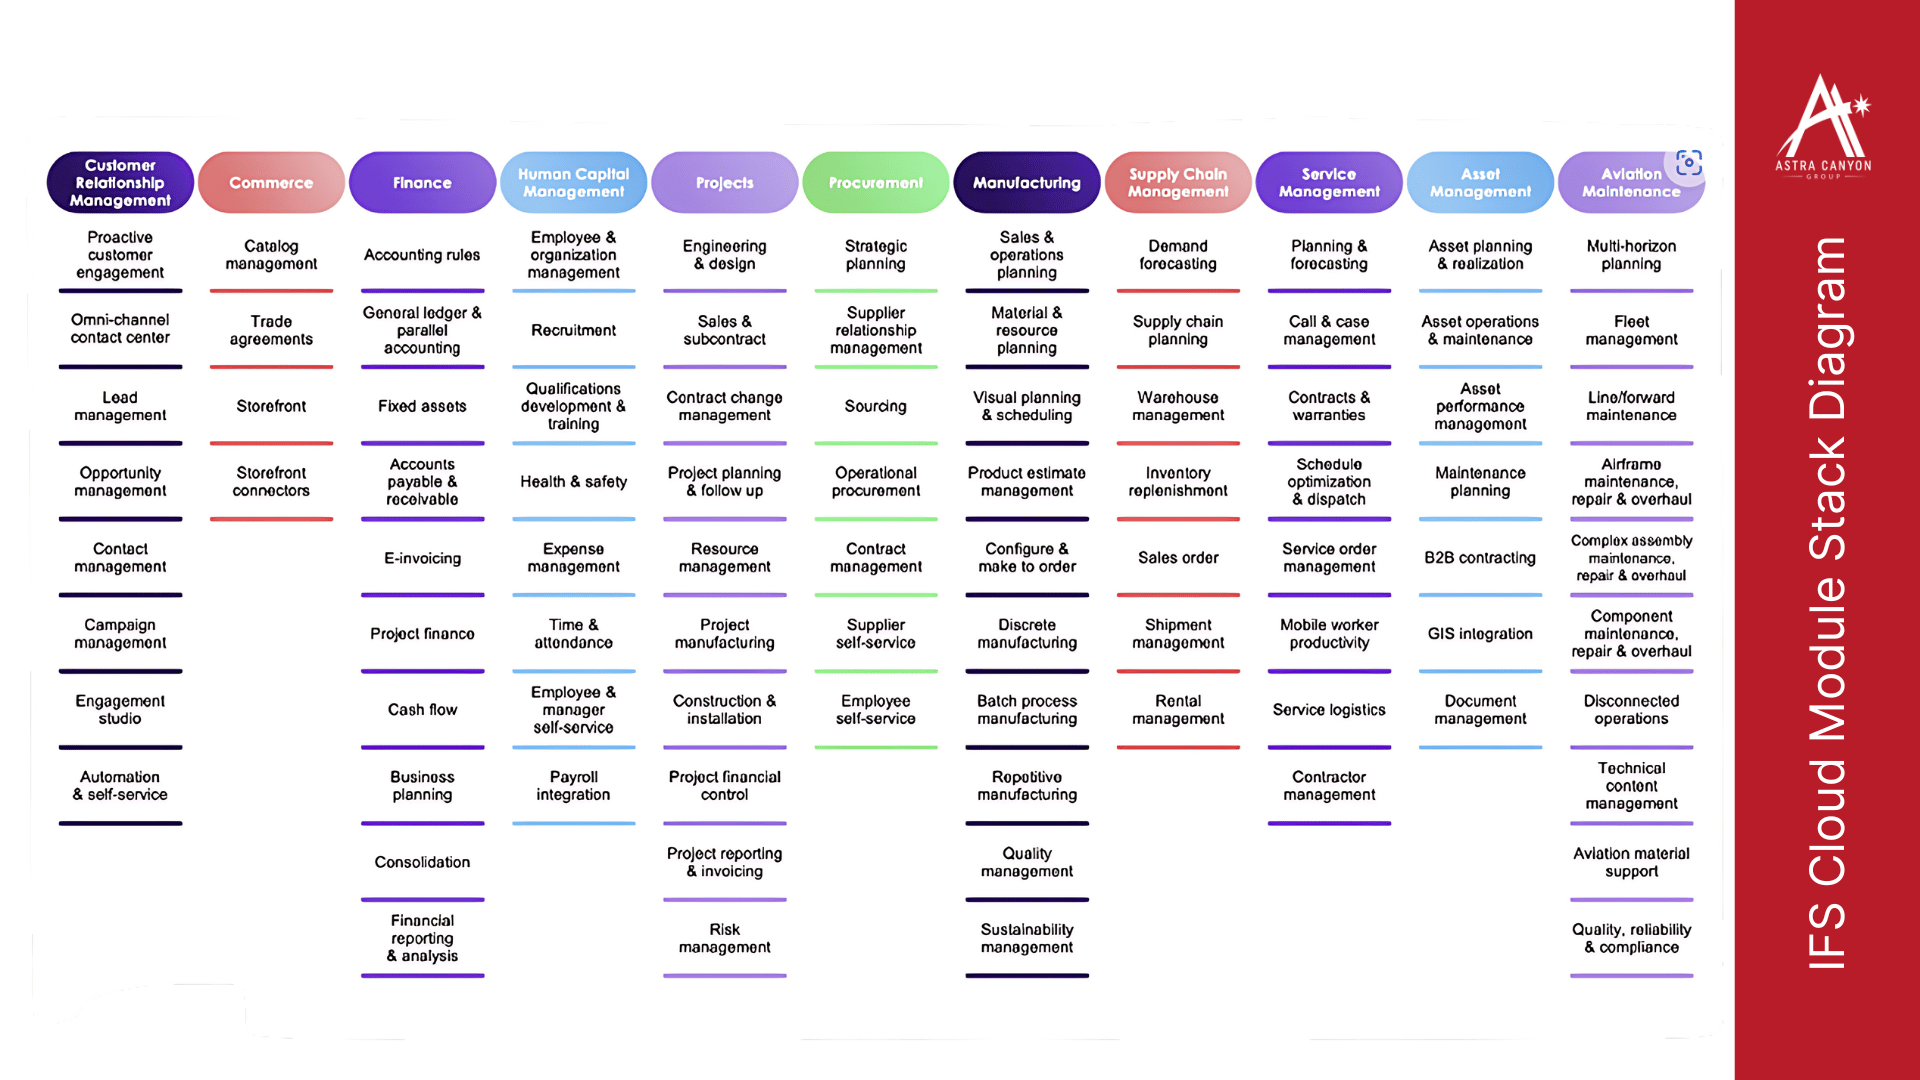 Customer
Relationship
Management
Proactive
customer
engagement
Omni-channel
contact center
Lead
management
Opportunity
management
Contact
management
Campaign
management
Engagement
studio
Automation
& self-service
Commerce
Catalog
management
Trade
agreements
Storefront
Storefront
connectors
Finance
Accounting rules
General ledger &
parallel
accounting
Fixed assets
Accounts
payable &
receivable
E-invoicing
Project finance
Cash flow
Business
planning
Consolidation
Financial
reporting
& analysis
Human Capital
Management
Employee &
organization
management
Recruitment
Qualifications
development &
training
Health & safety
Expense
management
Time &
attendance
Employee &
manager
self-service
Payroll
integration
Projects
Engineering
& design
Sales &
subcontract
Contract change
management
Project planning
& follow up
Resource
management
Project
manufacturing
Construction &
installation
Project financial
control
Project reporting
& invoicing
Risk
management
Procurement
Strategic
planning
Supplier
relationship
management
Sourcing
Operational
procurement
Contract
management
Supplier
self-service
Employee
self-service
Manufacturing
Sales &
operations
planning
Material &
resource
planning
Visual planning
& scheduling
Product estimate
management
Configure &
make to order
Discrete
manufacturing
Batch process
manufacturing
Repetitive
manufacturing
Quality
management
Sustainability
management
Supply Chain
Management
Demand
forecasting
Supply chain
planning
Warehouse
management
Inventory
replenishment
Sales order
Shipment
management
Rental
management
Service
Management
Planning &
forecasting
Call & case
management
Contracts &
warranties
Schedule
optimization
& dispatch
Service order
management
Mobile worker
productivity
Service logistics
Contractor
management
Asset
Management
Asset planning
& realization
Asset operations
& maintenance
Asset
performance
management
Maintenance
planning
B2B contracting
GIS integration
Document
management
Aviation
Maintenance
Multi-horizon
planning
Fleet
management
Line/forward
maintenance
Airframe
maintenance,
repair & overhaul
Complex assembly
maintenance,
repair & overhaul
Component
maintenance,
repair & overhaul
Disconnected
operations
Technical
content
management
Aviation material
support
Quality, reliability
& compliance
ASTRA CANYON
GROUP
IFS Cloud Module Stack Diagram